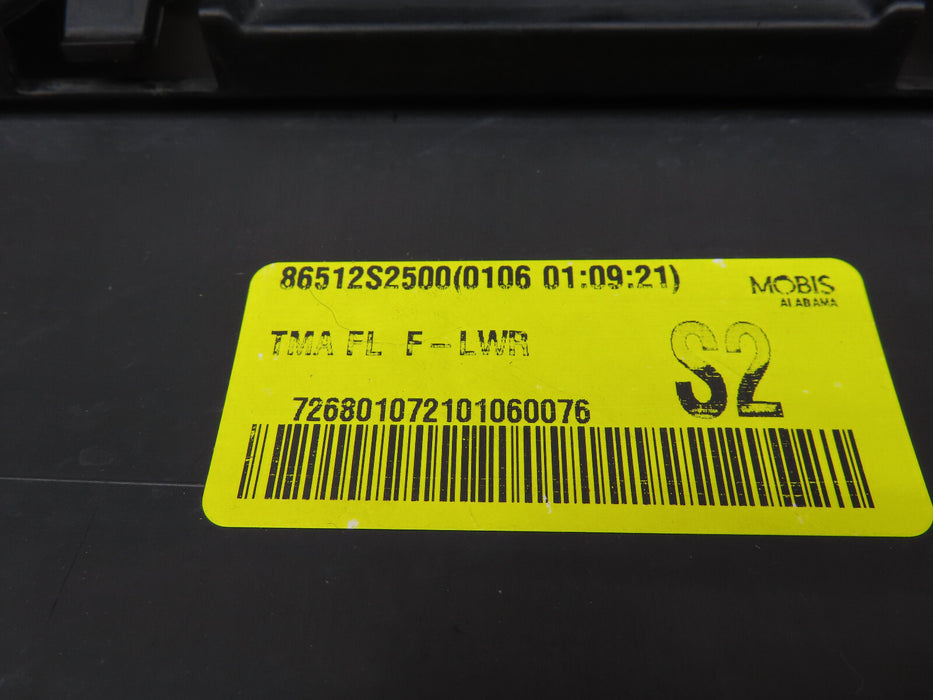 86512S2500(0106 01:09:21)
MOBIS
ALABAMA
TMA FL F-LWR
S2
726801072101060076